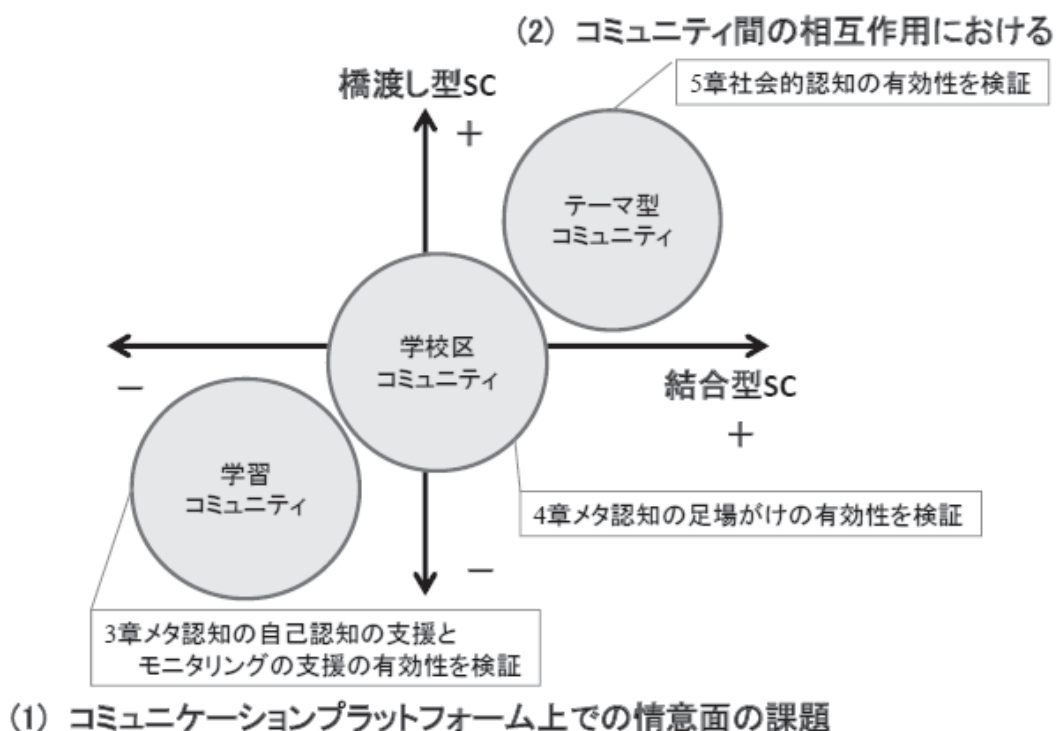 (2) コミュニティ間の相互作用における
5章社会的認知の有効性を検証
橋渡し型SC
＋
テーマ型
コミュニティ
学校区
コミュニティ
－
結合型SC
＋
学習
コミュニティ
4章メタ認知の足場がけの有効性を検証
－
3章メタ認知の自己認知の支援と
モニタリングの支援の有効性を検証
(1) コミュニケーションプラットフォーム上での情意面の課題